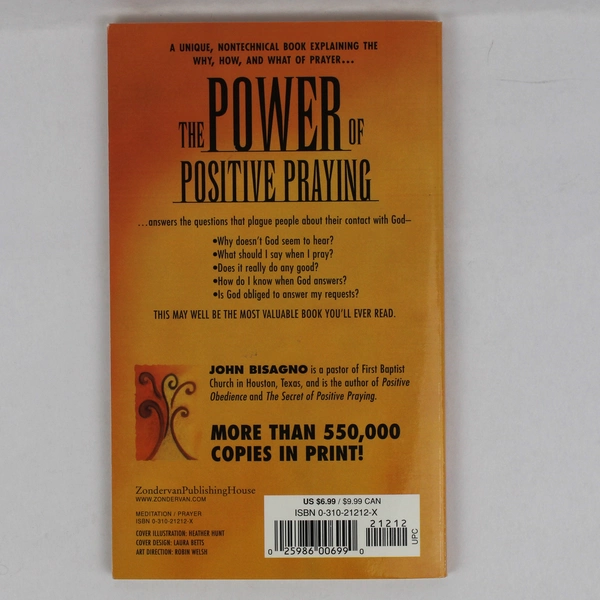 A UNIQUE, NONTECHNICAL BOOK EXPLAINING THE
WHY, HOW, AND WHAT OF PRAYER...
THE POWER OF
POSITIVE PRAYING
...answers the questions that plague people about their contact with God–
•Why doesn't God seem to hear?
•What should I say when I pray?
•Does it really do any good?
•How do I know when God answers?
•Is God obliged to answer my requests?
THIS MAY WELL BE THE MOST VALUABLE BOOK YOU'LL EVER READ.
JOHN BISAGNO is a pastor of First Baptist
Church in Houston, Texas, and is the author of Positive
Obedience and The Secret of Positive Praying.
MORE THAN 550,000
COPIES IN PRINT!
ZondervanPublishingHouse
WWW.ZONDERVAN.COM
MEDITATION / PRAYER
ISBN 0-310-21212-X
COVER ILLUSTRATION: HEATHER HUNT
COVER DESIGN: LAURA BETTS
ART DIRECTION: ROBIN WELSH
US $6.99 / $9.99 CAN
ISBN 0-310-21212-X
21212
0 25986 00699 0
UPC